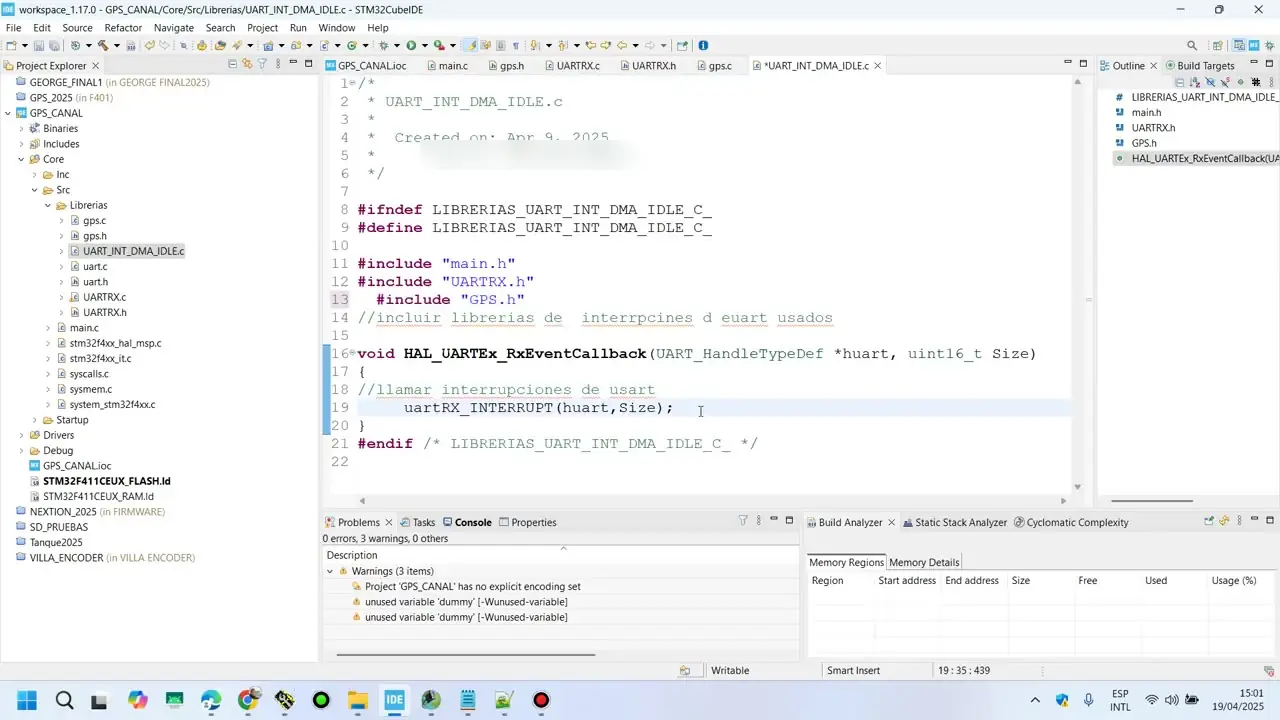 workspace_1.17.0 - GPS_CANAL/Core/Src/Librerias/UART_INT_DMA_IDLE.c - STM32CubeIDE
File Edit Source Refactor Navigate Search Project Run Window Help
Project Explorer
GEORGE_FINAL1 (in GEORGE FINAL2025)
GPS_2025 (in F401)
GPS_CANAL
Binaries
Includes
Core
Inc
Src
Librerias
gps.c
gps.h
UART_INT_DMA_IDLE.c
uart.c
uart.h
UARTRX.c
UARTRX.h
main.c
stm32f4xx_hal_msp.c
stm32f4xx_it.c
syscalls.c
sysmem.c
system_stm32f4xx.c
Startup
Drivers
Debug
GPS_CANAL.ioc
STM32F411CEUX_FLASH.ld
STM32F411CEUX_RAM.ld
NEXTION_2025 (in FIRMWARE)
SD_PRUEBAS
Tanque2025
VILLA_ENCODER (in VILLA ENCODER)
GPS_CANAL.ioc main.c gps.h UARTRX.c UARTRX.h gps.c *UART_INT_DMA_IDLE.c
1 /*
2 * UART_INT_DMA_IDLE.c
3 *
4 * Created on: Apr 9, 2025
5 *
6 */
7
8 #ifndef LIBRERIAS_UART_INT_DMA_IDLE_C_
9 #define LIBRERIAS_UART_INT_DMA_IDLE_C_
10
11 #include "main.h"
12 #include "UARTRX.h"
13 #include "GPS.h"
14 //incluir librerias de interrpcines d euart usados
15
16 void HAL_UARTEx_RxEventCallback(UART_HandleTypeDef *huart, uint16_t Size)
17 {
18 //llamar interrupciones de usart
19 uartRX_INTERRUPT(huart,Size);
20 }
21 #endif /* LIBRERIAS_UART_INT_DMA_IDLE_C_ */
22
Outline Build Targets
LIBRERIAS_UART_INT_DMA_IDLE_
main.h
UARTRX.h
GPS.h
HAL_UARTEx_RxEventCallback(UA
Problems Tasks Console Properties
0 errors, 3 warnings, 0 others
Description
Warnings (3 items)
Project 'GPS_CANAL' has no explicit encoding set
unused variable 'dummy' [-Wunused-variable]
unused variable 'dummy' [-Wunused-variable]
Build Analyzer Static Stack Analyzer Cyclomatic Complexity
Memory Regions Memory Details
Region Start address End address Size Free Used Usage (%)
Writable Smart Insert 19 : 35 : 439
IDE
ESP
INTL
15:01
19/04/2025